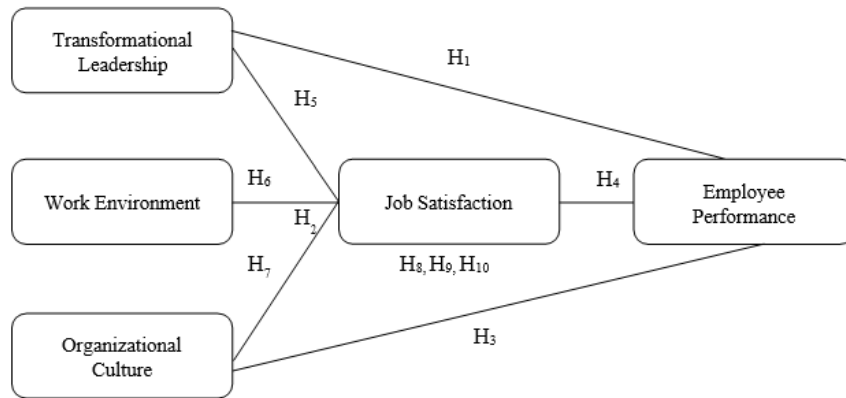 Transformational
Leadership
H₁
H₅
Work Environment
H₆
H₂
Job Satisfaction
H₄
Employee
Performance
H₇
H₈, H₉, H₁₀
Organizational
Culture
H₃